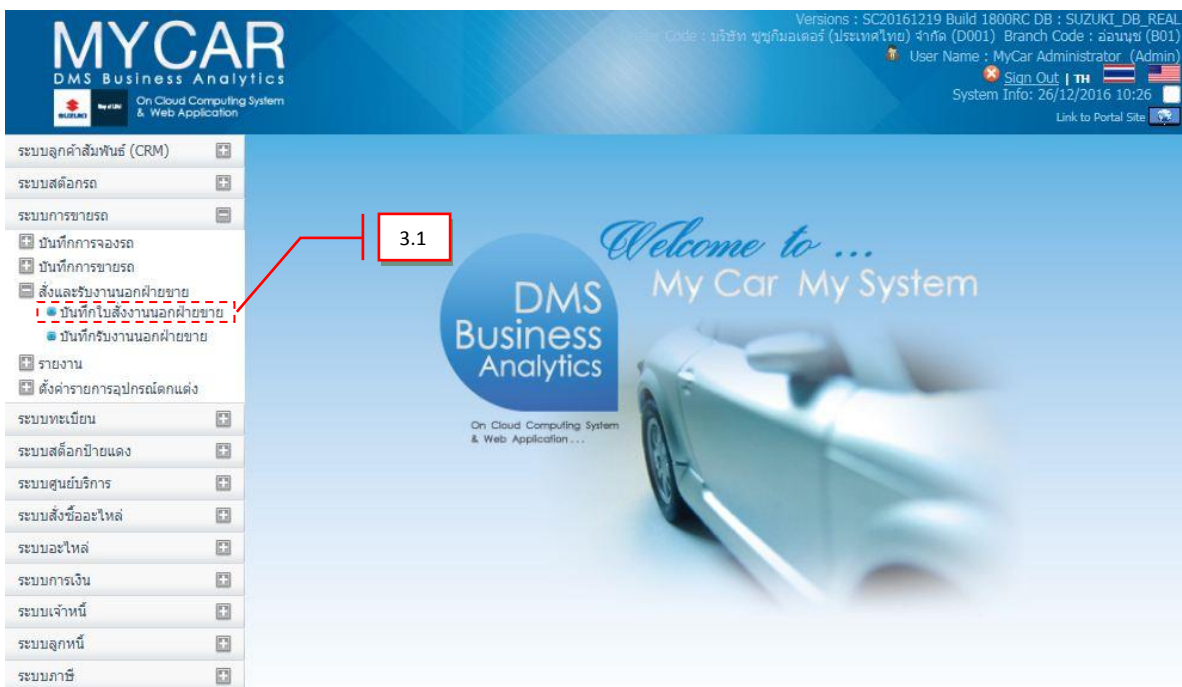 MYCAR
DMS Business Analytics
On Cloud Computing System
& Web Application
SUZUKI
Versions : SC20161219 Build 1800RC DB : SUZUKI_DB_REAL
Code : บริษัท ซูซูกิมอเตอร์ (ประเทศไทย) จำกัด (D001) Branch Code : อ่อนนุช (B01)
User Name : MyCar Administrator (Admin)
Sign Out | TH
System Info: 26/12/2016 10:26
Link to Portal Site
ระบบลูกค้าสัมพันธ์ (CRM)
ระบบสต๊อกรถ
ระบบการขายรถ
บันทึกการจองรถ
บันทึกการขายรถ
สั่งและรับงานนอกฝ่ายขาย
บันทึกใบสั่งงานนอกฝ่ายขาย
บันทึกรับงานนอกฝ่ายขาย
รายงาน
ตั้งค่ารายการอุปกรณ์ตกแต่ง
ระบบทะเบียน
ระบบสต็อกป้ายแดง
ระบบศูนย์บริการ
ระบบสั่งซื้ออะไหล่
ระบบอะไหล่
ระบบการเงิน
ระบบเจ้าหนี้
ระบบลูกหนี้
ระบบภาษี
3.1
Welcome to ...
My Car My System
DMS
Business
Analytics
On Cloud Computing System
& Web Application ...